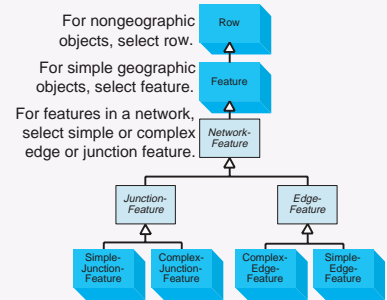 For nongeographic
objects, select row.
Row
For simple geographic
objects, select feature.
Feature
For features in a network,
select simple or complex
edge or junction feature.
Network-
Feature
Junction-
Feature
Edge-
Feature
Simple-
Junction-
Feature
Complex-
Junction-
Feature
Complex-
Edge-
Feature
Simple-
Edge-
Feature